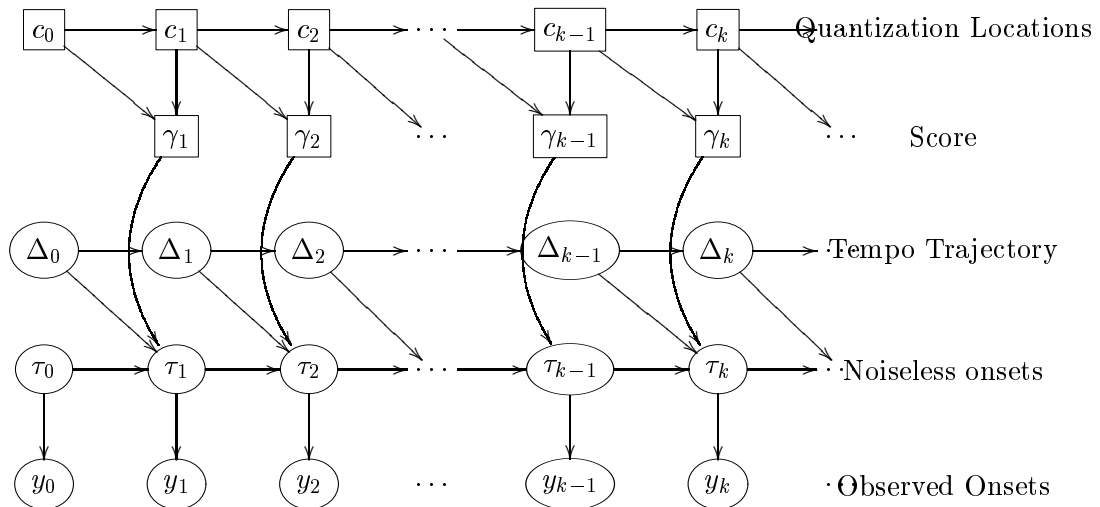 c₀ c₁ c₂ ··· cₖ₋₁ cₖ ··· Quantization Locations
γ₁ γ₂ ··· γₖ₋₁ γₖ ··· Score
Δ₀ Δ₁ Δ₂ ··· Δₖ₋₁ Δₖ ··· Tempo Trajectory
τ₀ τ₁ τ₂ ··· τₖ₋₁ τₖ ··· Noiseless onsets
y₀ y₁ y₂ ··· yₖ₋₁ yₖ ··· Observed Onsets